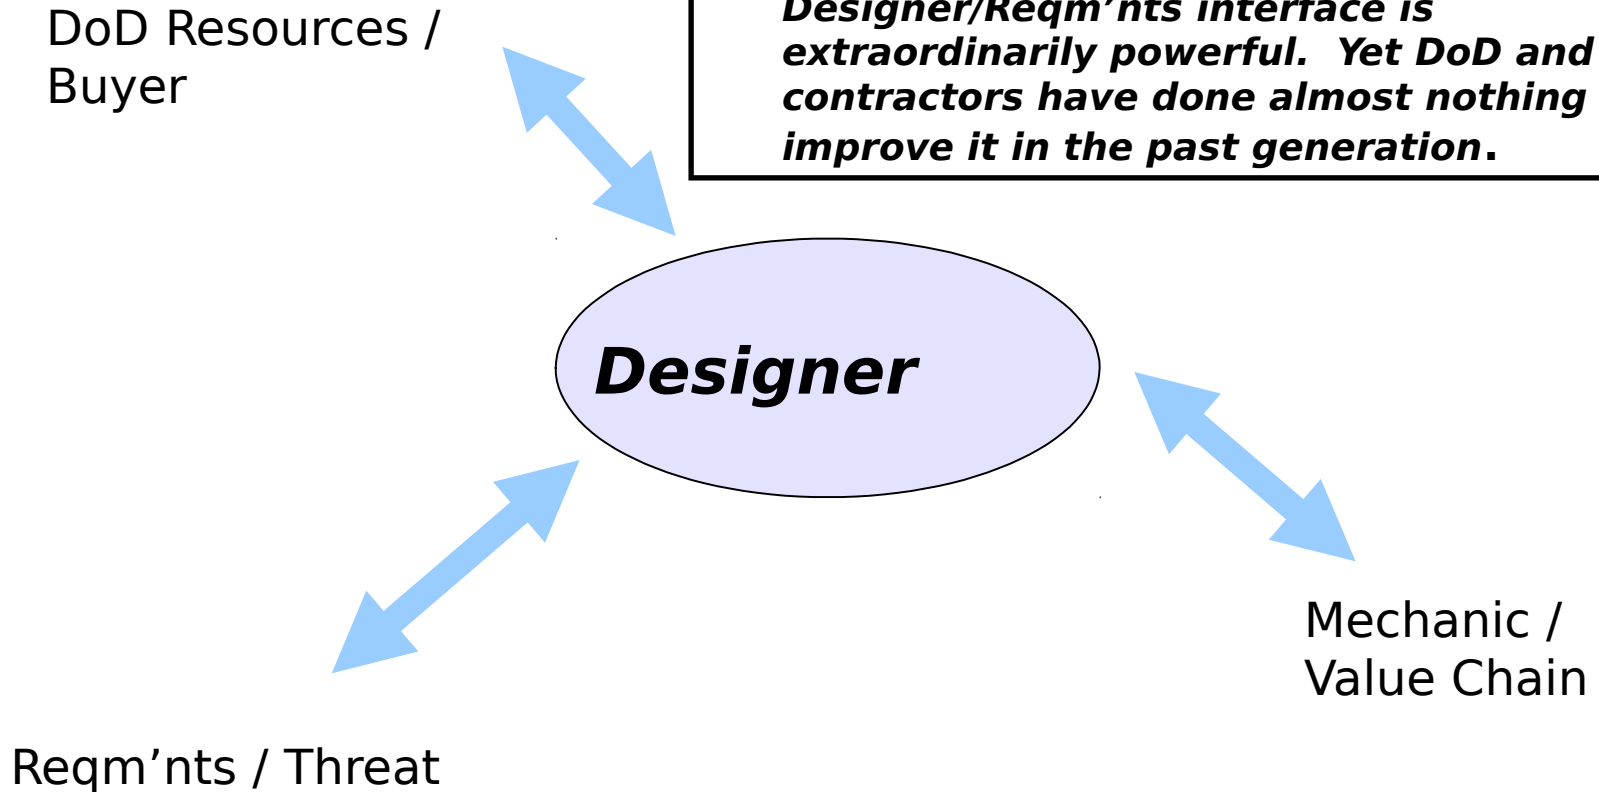 DoD Resources /
Buyer
Designer/Reqm’nts interface is
extraordinarily powerful.  Yet DoD and
contractors have done almost nothing
improve it in the past generation.
Designer
Mechanic /
Value Chain
Reqm’nts / Threat